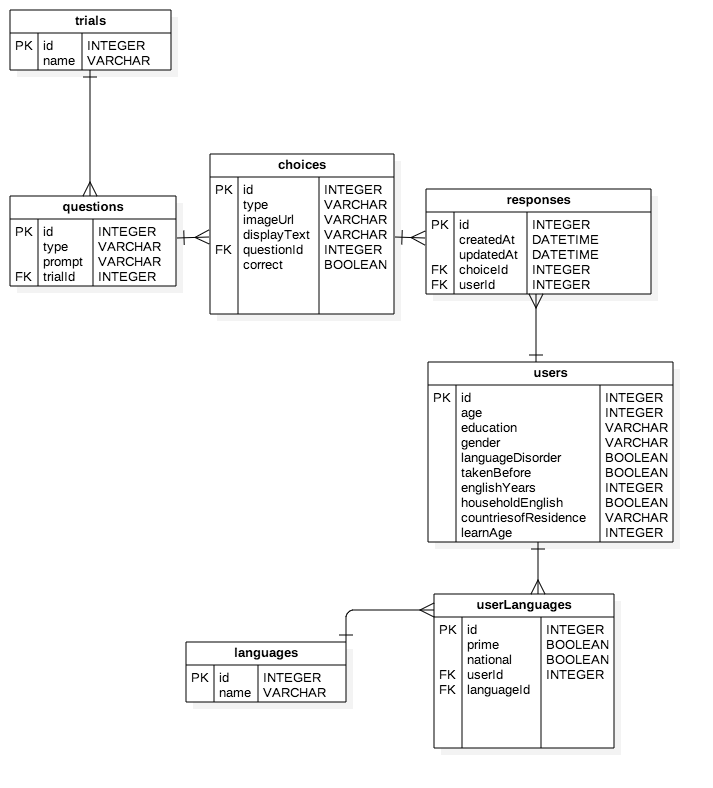 trials
PK id INTEGER
name VARCHAR
questions
PK id INTEGER
type VARCHAR
prompt VARCHAR
FK trialId INTEGER
choices
PK id INTEGER
type VARCHAR
imageUrl VARCHAR
displayText VARCHAR
FK questionId INTEGER
correct BOOLEAN
responses
PK id INTEGER
createdAt DATETIME
updatedAt DATETIME
FK choiceId INTEGER
FK userId INTEGER
users
PK id INTEGER
age INTEGER
education VARCHAR
gender VARCHAR
languageDisorder BOOLEAN
takenBefore BOOLEAN
englishYears INTEGER
householdEnglish BOOLEAN
countriesofResidence VARCHAR
learnAge INTEGER
userLanguages
PK id INTEGER
prime BOOLEAN
national BOOLEAN
FK userId INTEGER
FK languageId
languages
PK id INTEGER
name VARCHAR